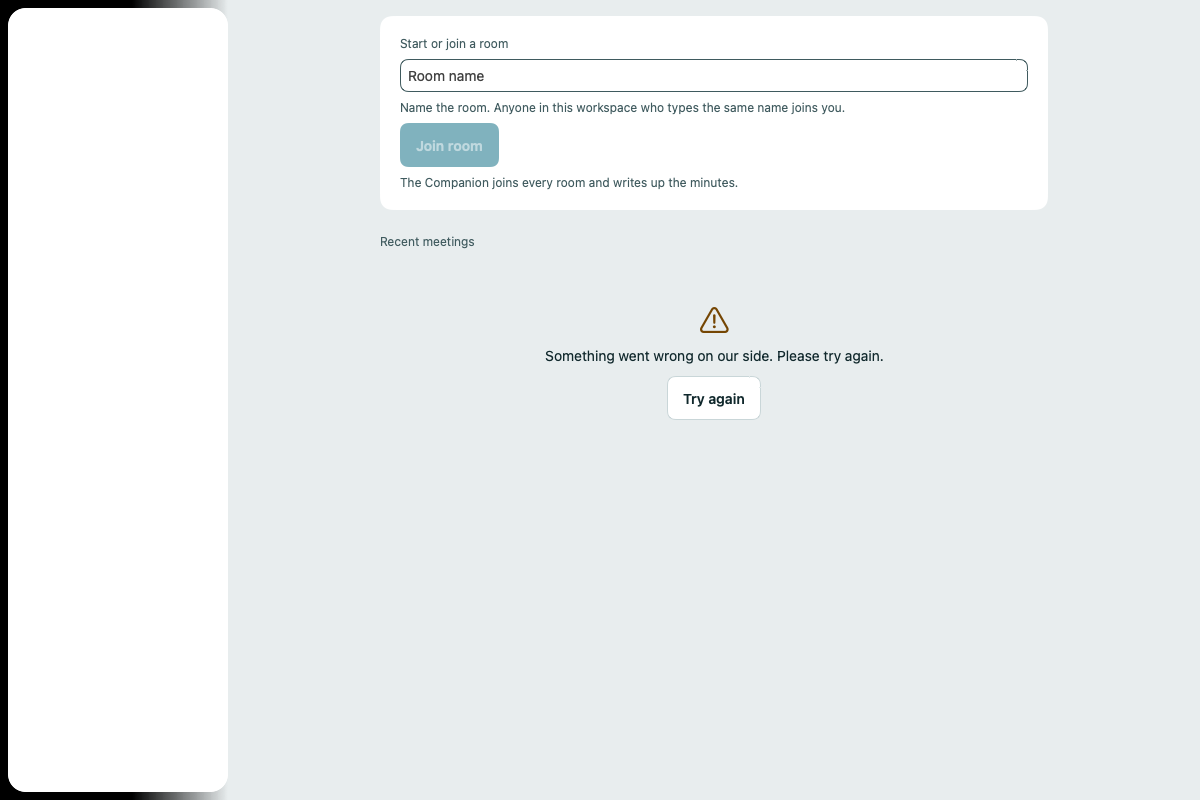 Start or join a room
Room name
Name the room. Anyone in this workspace who types the same name joins you.
Join room
The Companion joins every room and writes up the minutes.
Recent meetings
Something went wrong on our side. Please try again.
Try again